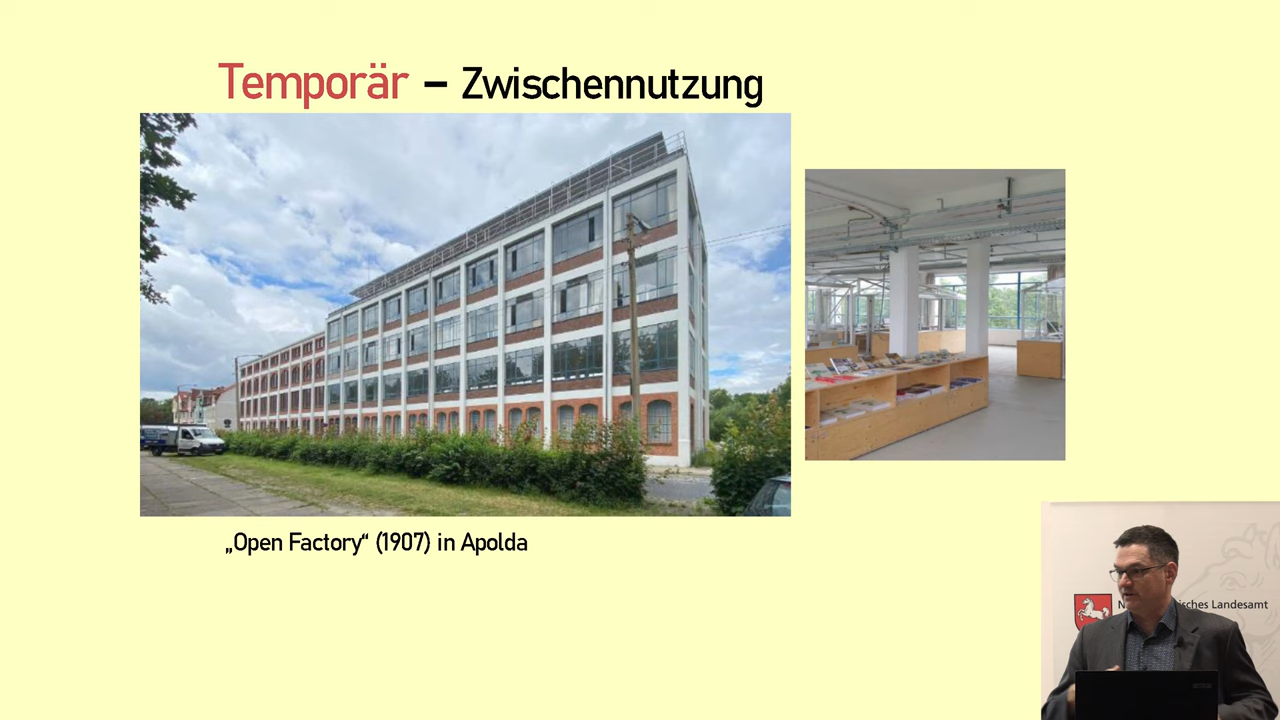 Temporär – Zwischennutzung
„Open Factory“ (1907) in Apolda
isches Landesamt